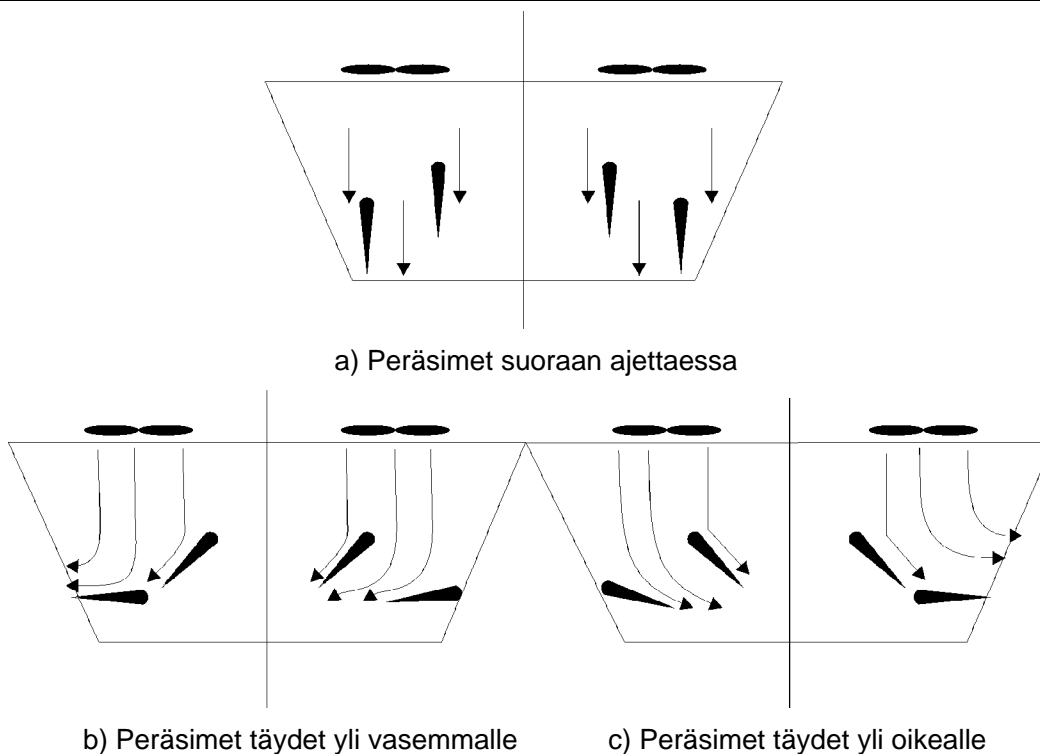 a) Peräsimet suoraan ajettaessa
b) Peräsimet täydet yli vasemmalle
c) Peräsimet täydet yli oikealle